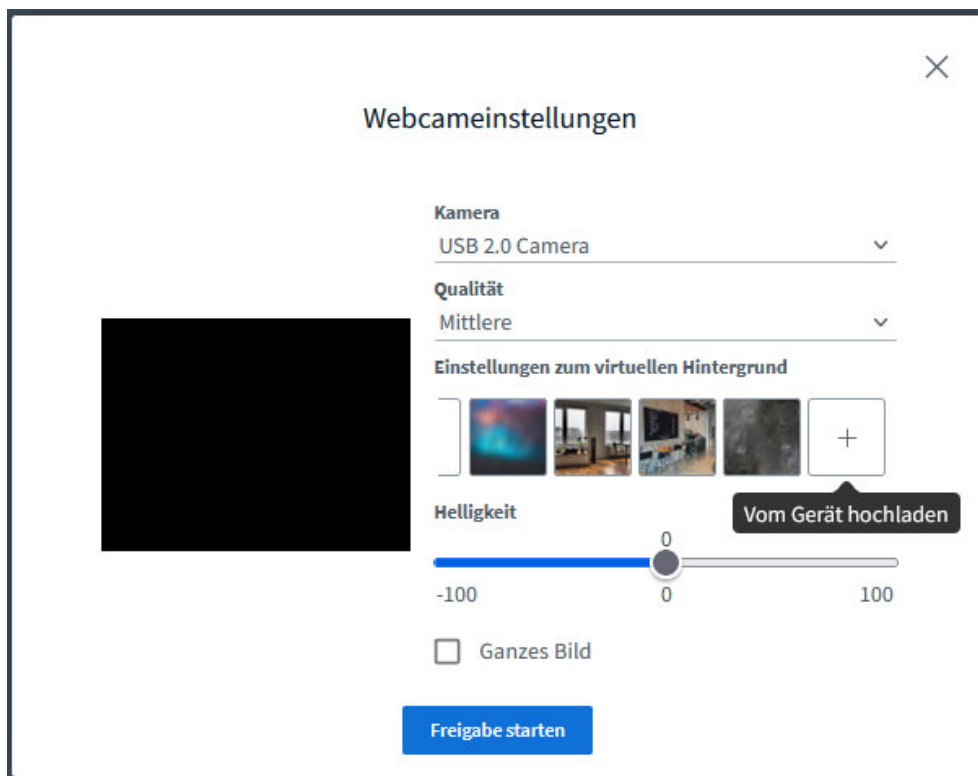 Webcameinstellungen
Kamera
USB 2.0 Camera
Qualität
Mittlere
Einstellungen zum virtuellen Hintergrund
Vom Gerät hochladen
Helligkeit
0
-100 0 100
Ganzes Bild
Freigabe starten